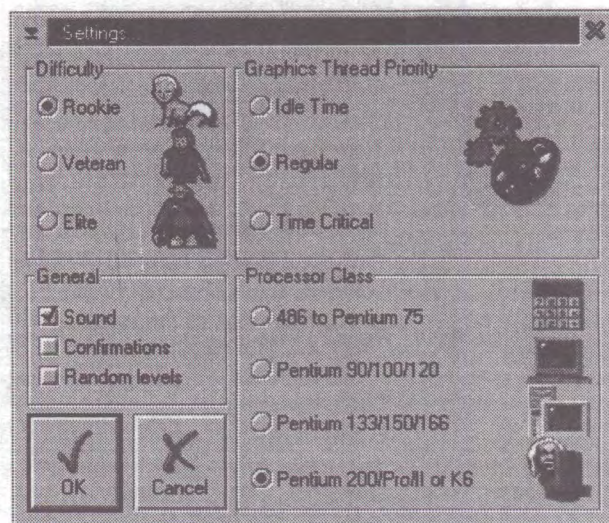 Settings...
Difficulty
Rookie
Veteran
Elite
Graphics Thread Priority
Idle Time
Regular
Time Critical
General
Sound
Confirmations
Random levels
Processor Class
486 to Pentium 75
Pentium 90/100/120
Pentium 133/150/166
Pentium 200/Pro/II or K6
OK
Cancel